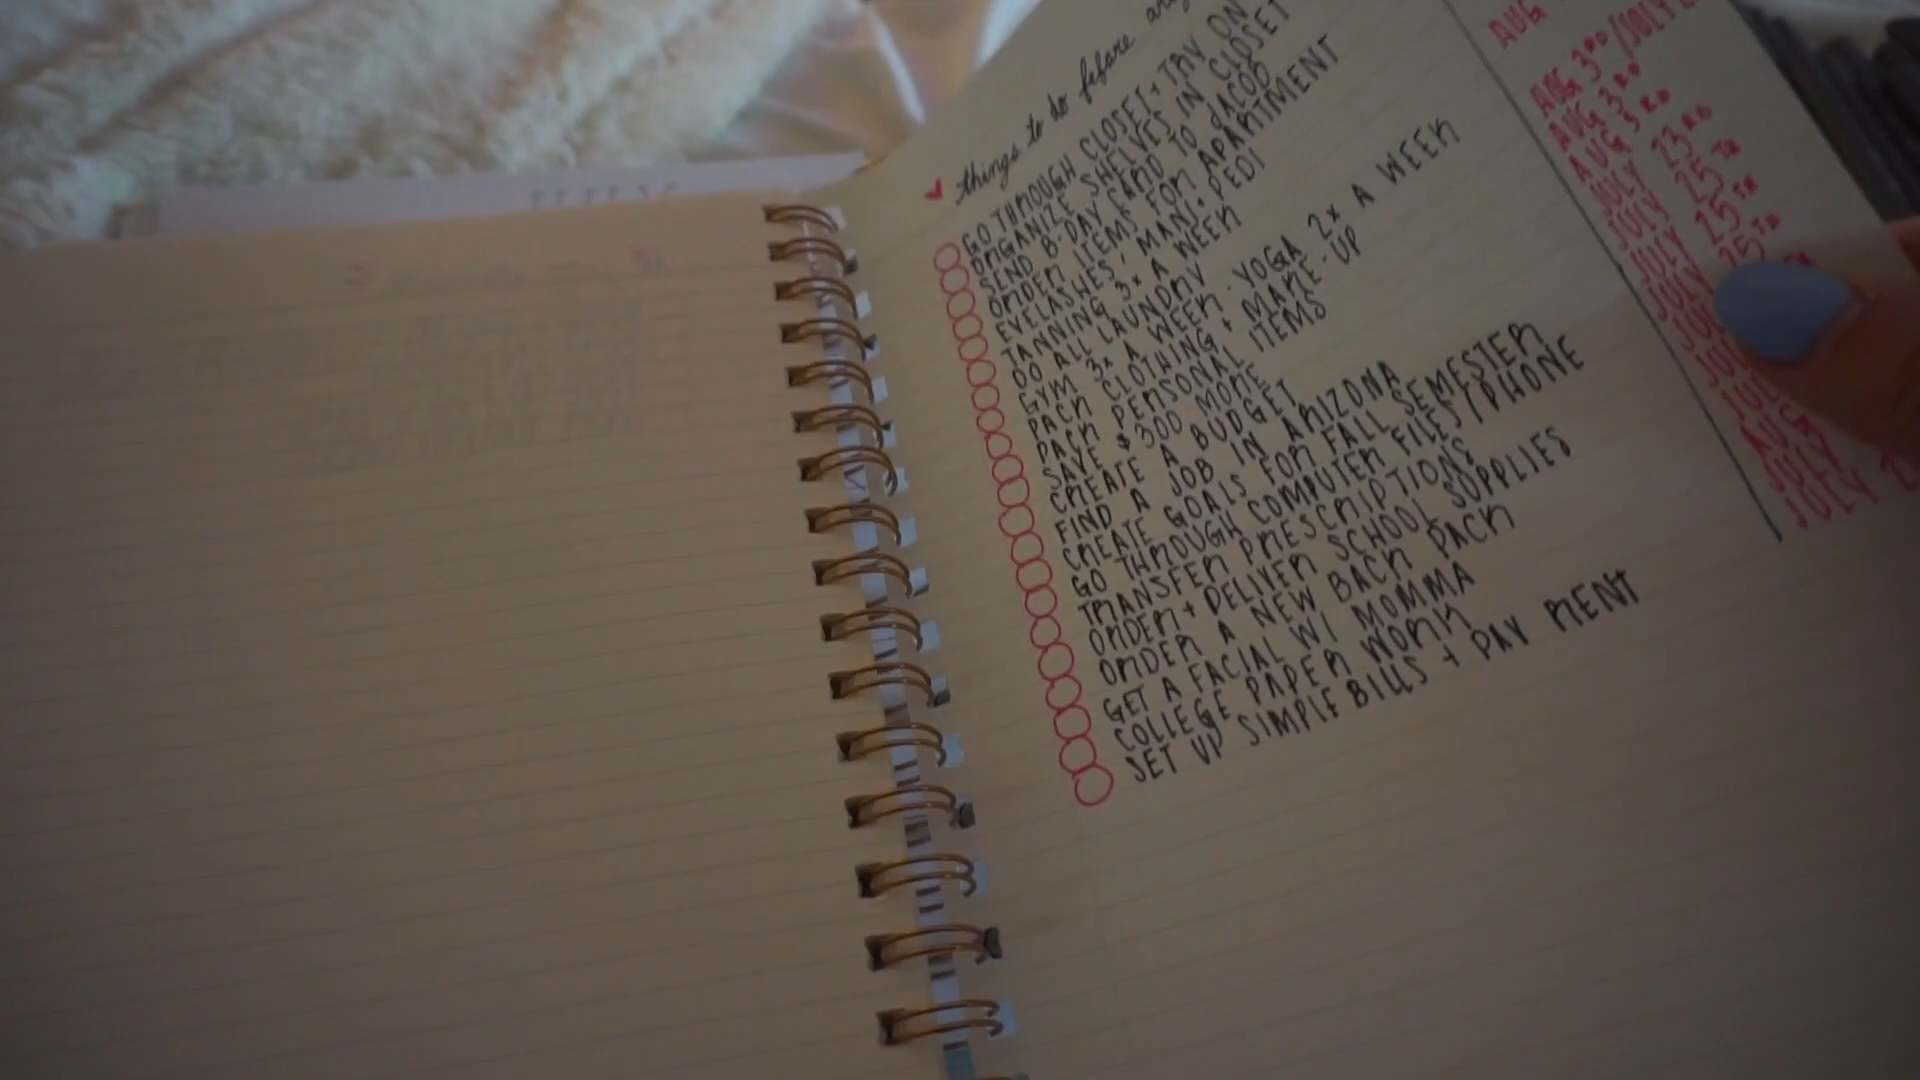 things to do before
GO THROUGH CLOSET + TRY ON
ORGANIZE SHELVES IN CLOSET
SEND B-DAY CARD TO JACOB
ORDER ITEMS FOR APARTMENT
EYELASHES, MANI, PEDI
TANNING 3x A WEEK
DO ALL LAUNDRY
GYM 3x A WEEK. YOGA 2x A WEEK
PACK CLOTHING + MAKE-UP
PACK PERSONAL ITEMS
SAVE $300 MORE
CREATE A BUDGET
FIND A JOB IN ARIZONA
CREATE GOALS FOR FALL SEMESTER
GO THROUGH COMPUTER FILES / PHONE
TRANSFER PRESCRIPTIONS
ORDER + DELIVER SCHOOL SUPPLIES
ORDER A NEW BACK PACK
GET A FACIAL W/ MOMMA
COLLEGE PAPER WORK
SET UP SIMPLE BILLS + PAY RENT
AUG
AUG 3RD / JULY
AUG 3RD
AUG 3RD
JULY 23RD
JULY 25TH
JULY 25TH
JULY 25TH
AUG
JULY
JULY